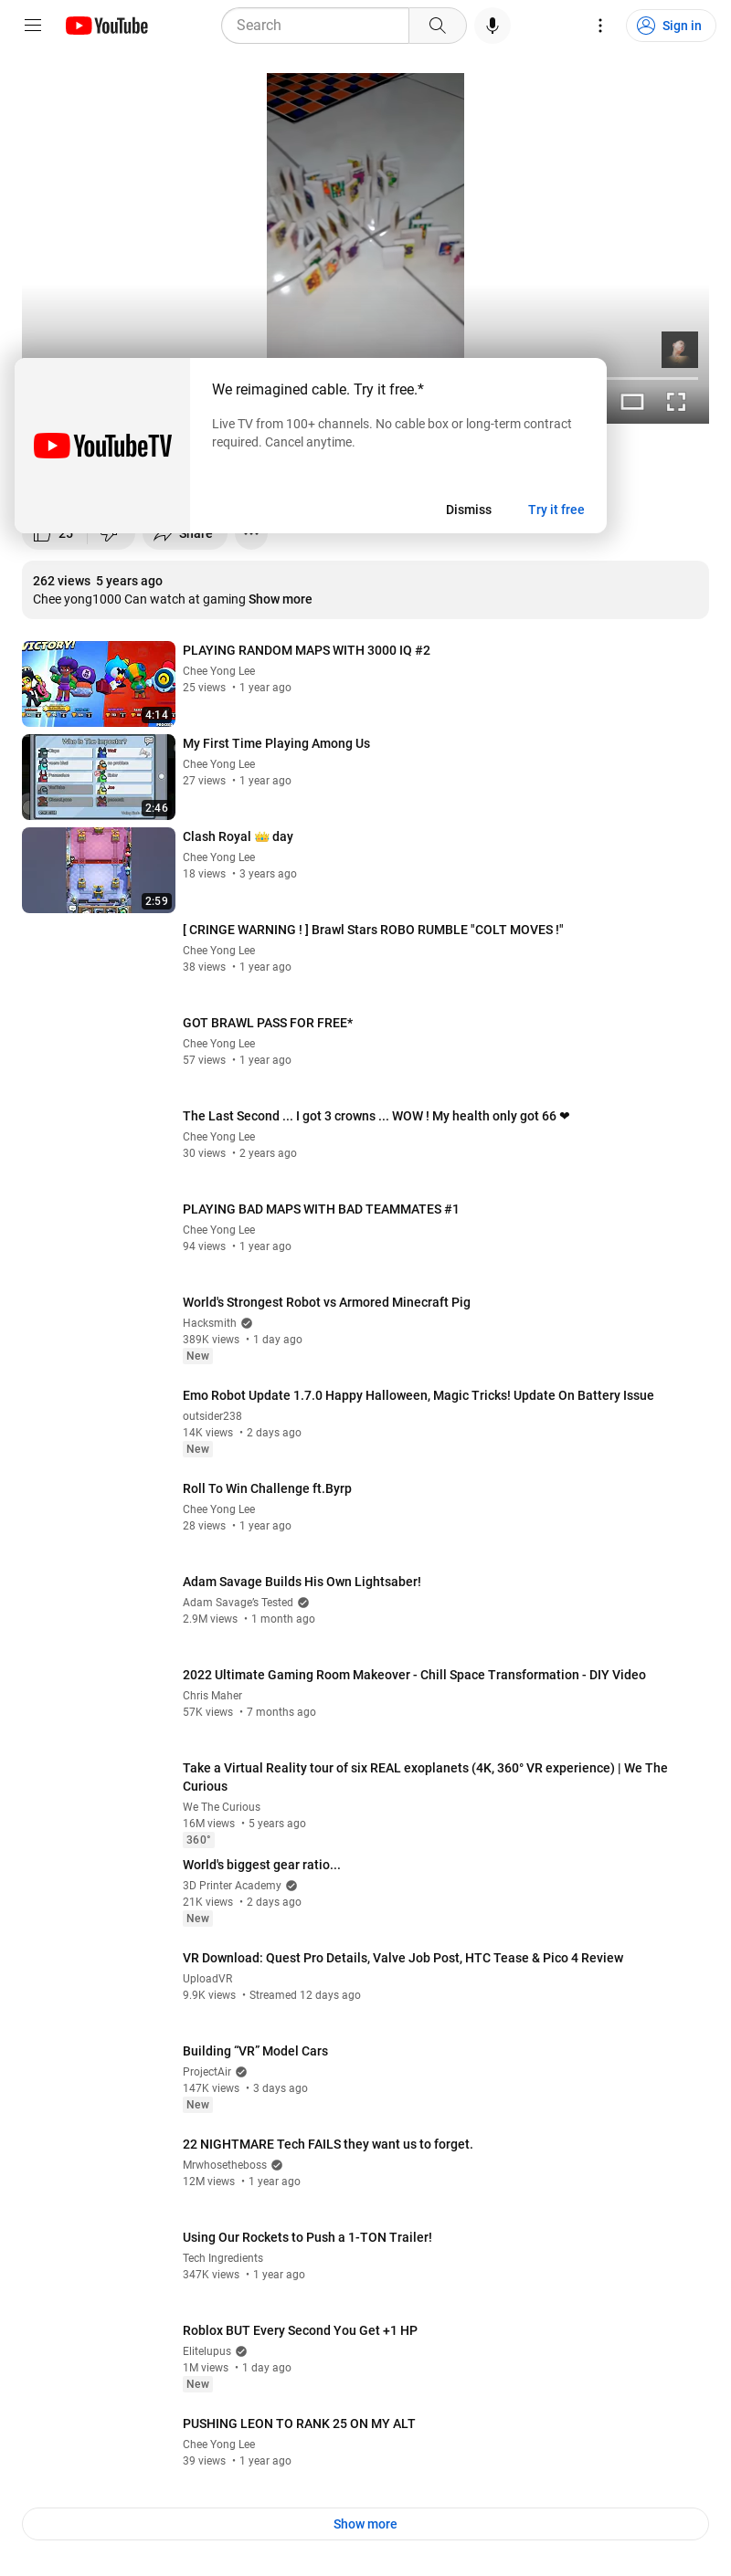 YouTube
Search
Sign in
We reimagined cable. Try it free.*
Live TV from 100+ channels. No cable box or long-term contract
required. Cancel anytime.
YouTubeTV
Dismiss
Try it free
25
Share
262 views 5 years ago
Chee yong1000 Can watch at gaming Show more
VICTORY!
4:14
PLAYING RANDOM MAPS WITH 3000 IQ #2
Chee Yong Lee
25 views • 1 year ago
Who Is The Impostor?
2:46
My First Time Playing Among Us
Chee Yong Lee
27 views • 1 year ago
2:59
Clash Royal 👑 day
Chee Yong Lee
18 views • 3 years ago
[ CRINGE WARNING ! ] Brawl Stars ROBO RUMBLE "COLT MOVES !"
Chee Yong Lee
38 views • 1 year ago
GOT BRAWL PASS FOR FREE*
Chee Yong Lee
57 views • 1 year ago
The Last Second ... I got 3 crowns ... WOW ! My health only got 66 ❤
Chee Yong Lee
30 views • 2 years ago
PLAYING BAD MAPS WITH BAD TEAMMATES #1
Chee Yong Lee
94 views • 1 year ago
World's Strongest Robot vs Armored Minecraft Pig
Hacksmith
389K views • 1 day ago
New
Emo Robot Update 1.7.0 Happy Halloween, Magic Tricks! Update On Battery Issue
outsider238
14K views • 2 days ago
New
Roll To Win Challenge ft.Byrp
Chee Yong Lee
28 views • 1 year ago
Adam Savage Builds His Own Lightsaber!
Adam Savage's Tested
2.9M views • 1 month ago
2022 Ultimate Gaming Room Makeover - Chill Space Transformation - DIY Video
Chris Maher
57K views • 7 months ago
Take a Virtual Reality tour of six REAL exoplanets (4K, 360° VR experience) | We The
Curious
We The Curious
16M views • 5 years ago
360°
World's biggest gear ratio...
3D Printer Academy
21K views • 2 days ago
New
VR Download: Quest Pro Details, Valve Job Post, HTC Tease & Pico 4 Review
UploadVR
9.9K views • Streamed 12 days ago
Building “VR” Model Cars
ProjectAir
147K views • 3 days ago
New
22 NIGHTMARE Tech FAILS they want us to forget.
Mrwhosetheboss
12M views • 1 year ago
Using Our Rockets to Push a 1-TON Trailer!
Tech Ingredients
347K views • 1 year ago
Roblox BUT Every Second You Get +1 HP
Elitelupus
1M views • 1 day ago
New
PUSHING LEON TO RANK 25 ON MY ALT
Chee Yong Lee
39 views • 1 year ago
Show more